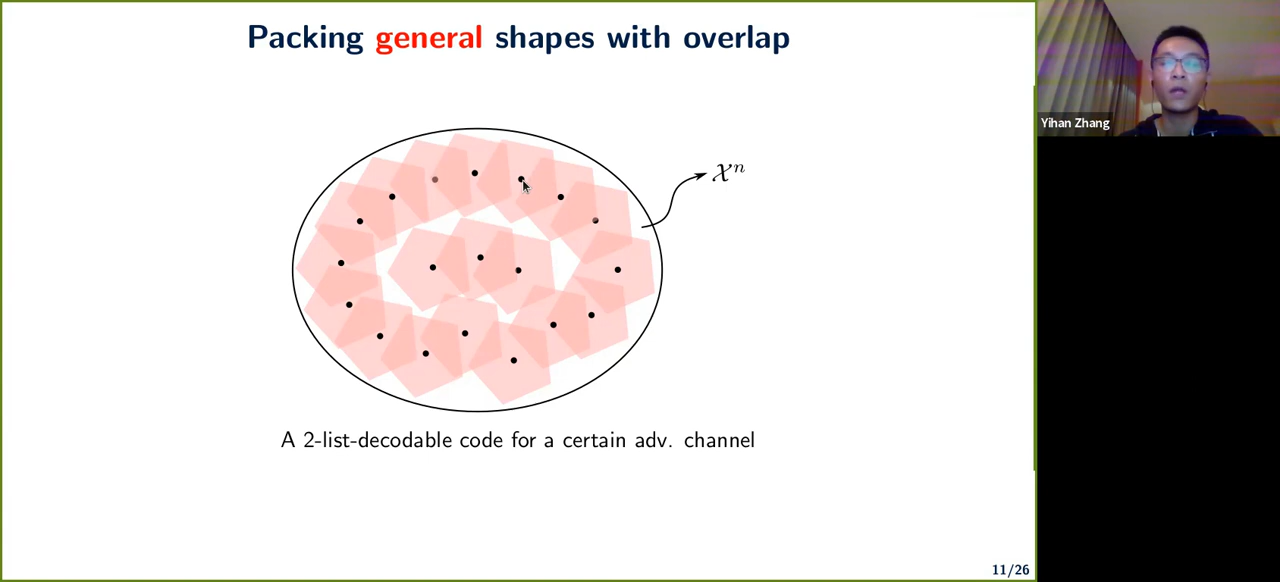 Packing general shapes with overlap
Yihan Zhang
𝒳ⁿ
A 2-list-decodable code for a certain adv. channel
11/26